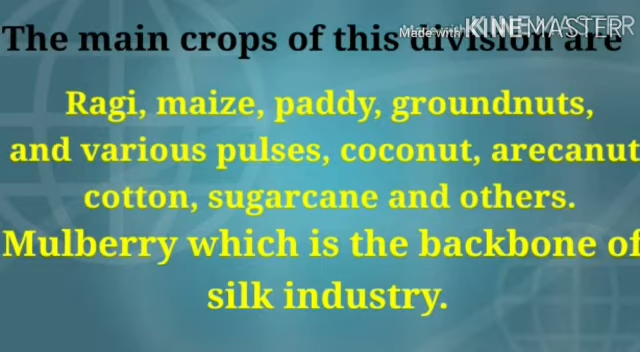 The main crops of this division are
Made with KINEMASTER
Ragi, maize, paddy, groundnuts,
and various pulses, coconut, arecanut
cotton, sugarcane and others.
Mulberry which is the backbone of
silk industry.